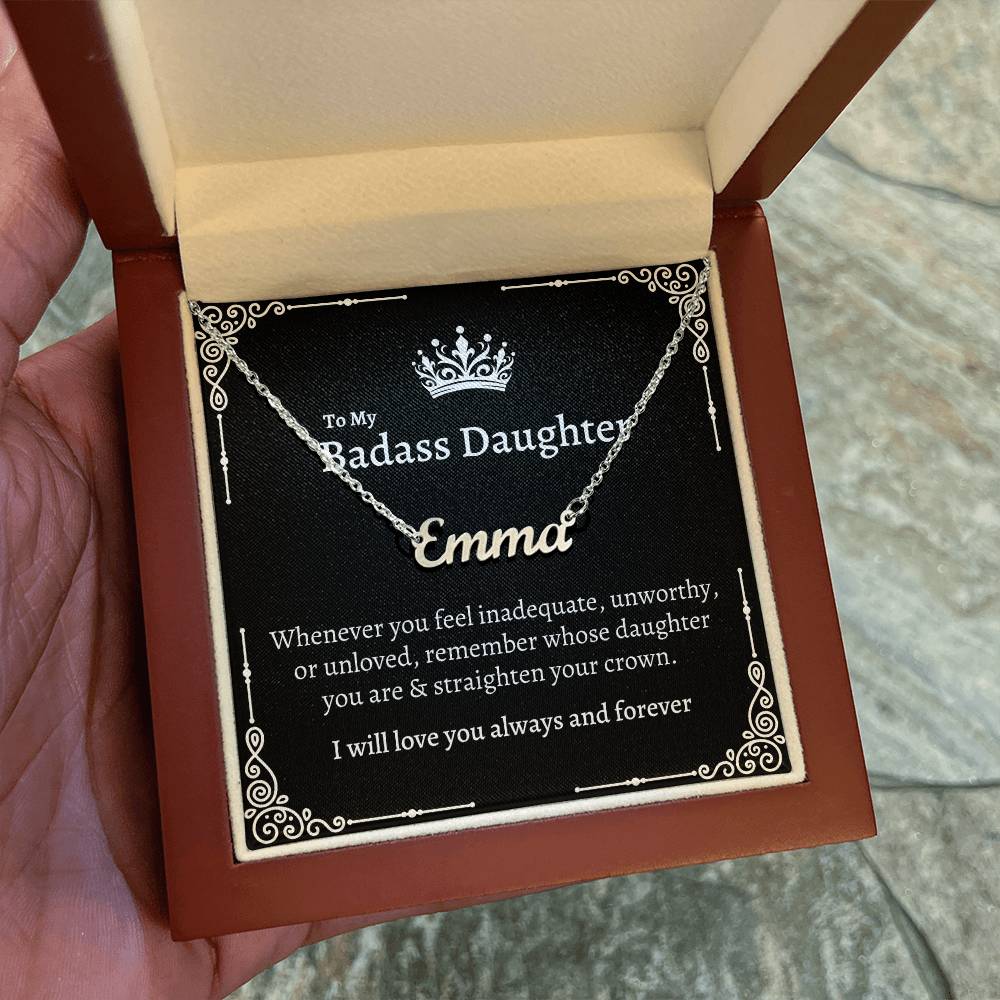 To My
Badass Daughter
Emma
Whenever you feel inadequate, unworthy,
or unloved, remember whose daughter
you are & straighten your crown.
I will love you always and forever